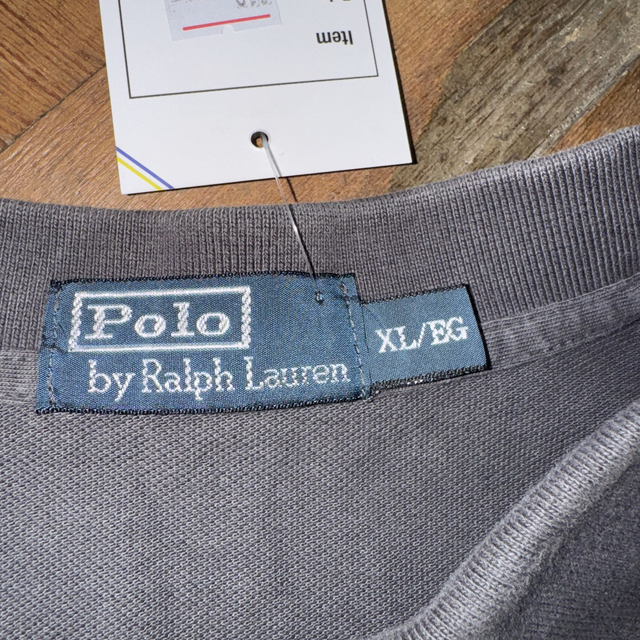 Item
Polo
by Ralph Lauren
XL/EG